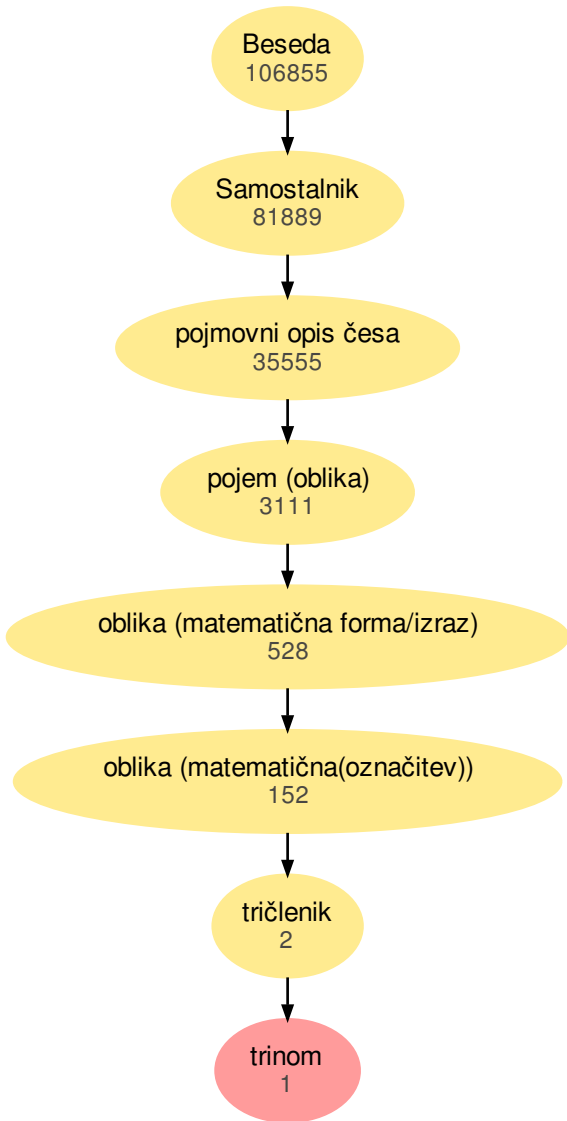 Beseda
106855
Samostalnik
81889
pojmovni opis česa
35555
pojem (oblika)
3111
oblika (matematična forma/izraz)
528
oblika (matematična(označitev))
152
tričlenik
2
trinom
1